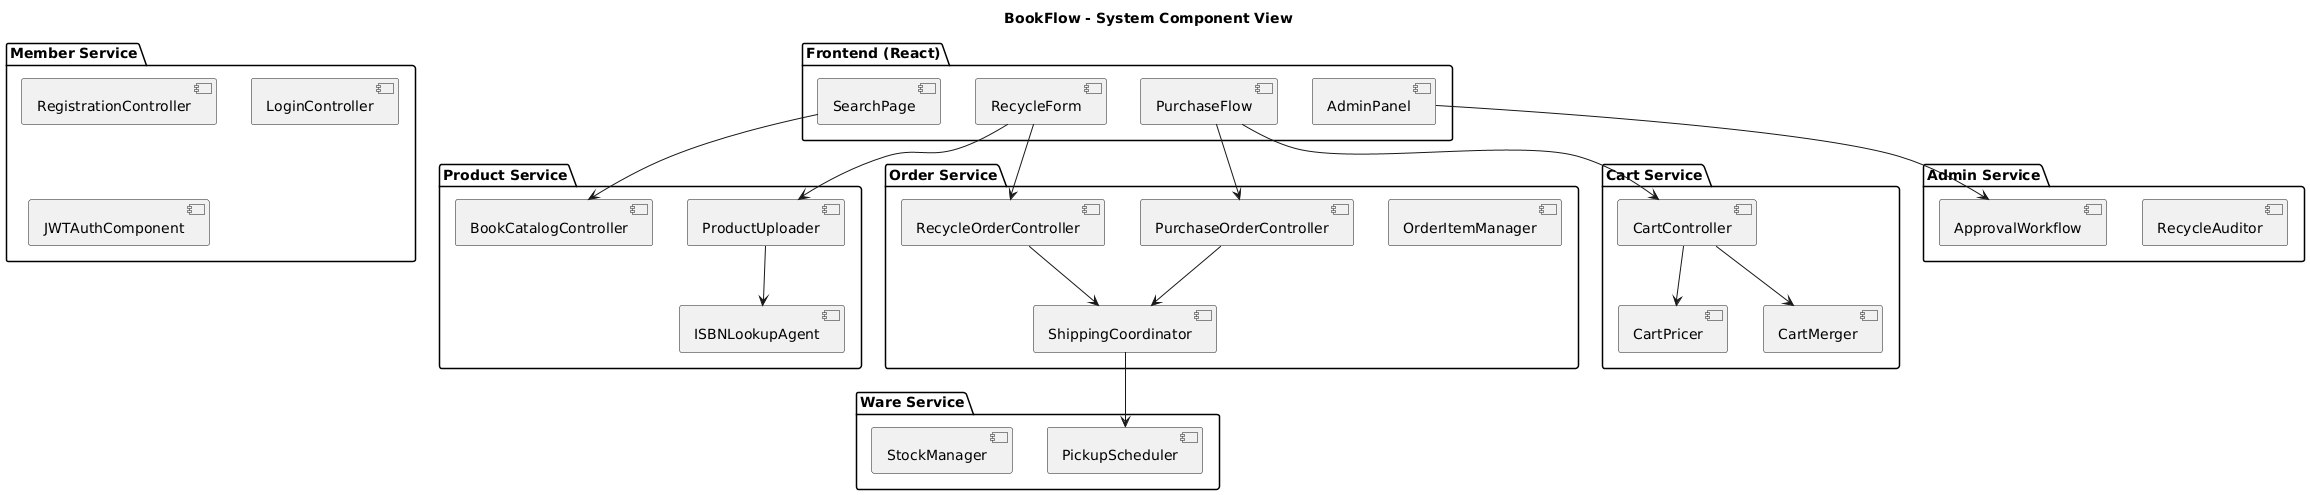 BookFlow - System Component View
Member Service
RegistrationController
LoginController
JWTAuthComponent
Frontend (React)
SearchPage
RecycleForm
PurchaseFlow
AdminPanel
Product Service
BookCatalogController
ProductUploader
ISBNLookupAgent
Order Service
RecycleOrderController
PurchaseOrderController
OrderItemManager
ShippingCoordinator
Cart Service
CartController
CartPricer
CartMerger
Admin Service
ApprovalWorkflow
RecycleAuditor
Ware Service
StockManager
PickupScheduler